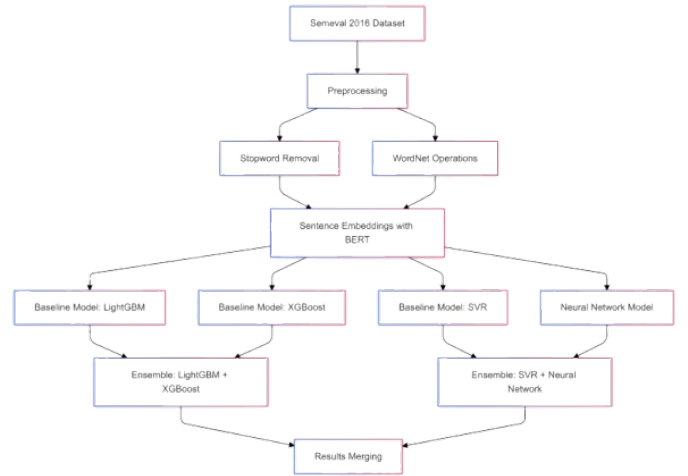 Semeval 2016 Dataset
Preprocessing
Stopword Removal
WordNet Operations
Sentence Embeddings with
BERT
Baseline Model: LightGBM
Baseline Model: XGBoost
Baseline Model: SVR
Neural Network Model
Ensemble: LightGBM +
XGBoost
Ensemble: SVR + Neural
Network
Results Merging